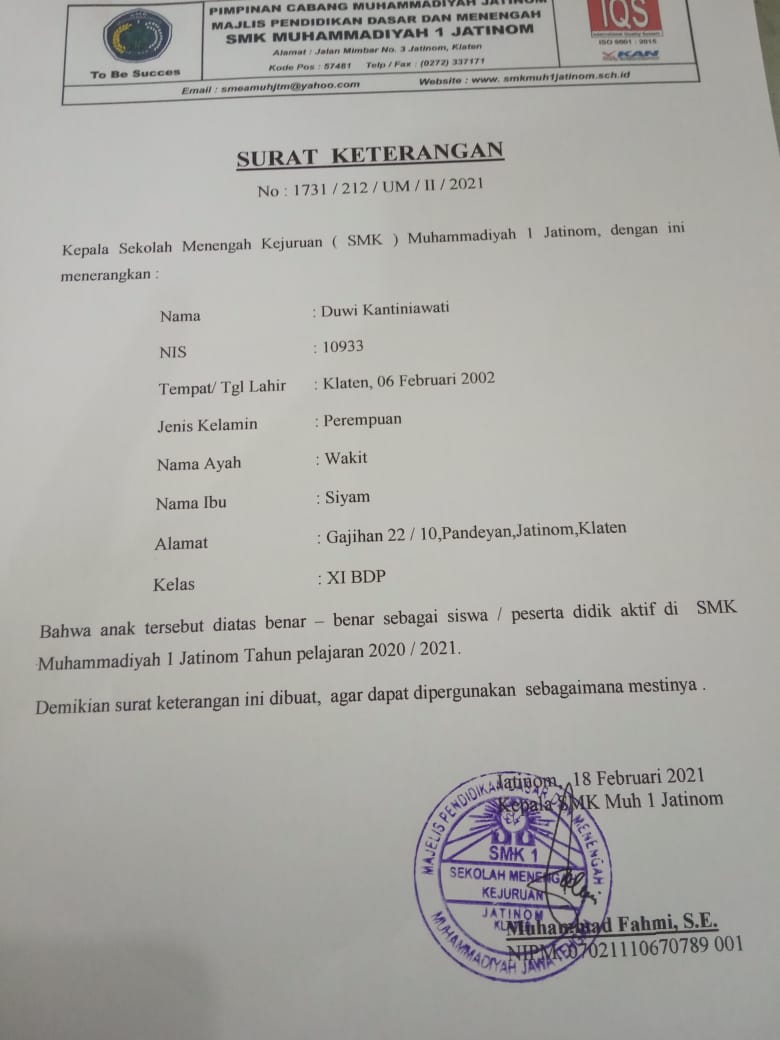 PIMPINAN CABANG MUHAMMADIYAH JATINOM
MAJLIS PENDIDIKAN DASAR DAN MENENGAH
SMK MUHAMMADIYAH 1 JATINOM
Alamat : Jalan Mimbar No. 3 Jatinom, Klaten
Kode Pos : 57481 Telp / Fax : (0272) 337171
To Be Succes
Email : smeamuhjtm@yahoo.com Website : www. smkmuh1jatinom.sch.id
IQS
ISO 9001 : 2015
KAN
SURAT KETERANGAN
No : 1731 / 212 / UM / II / 2021
Kepala Sekolah Menengah Kejuruan ( SMK ) Muhammadiyah 1 Jatinom, dengan ini
menerangkan :
Nama : Duwi Kantiniawati
NIS : 10933
Tempat/ Tgl Lahir : Klaten, 06 Februari 2002
Jenis Kelamin : Perempuan
Nama Ayah : Wakit
Nama Ibu : Siyam
Alamat : Gajihan 22 / 10,Pandeyan,Jatinom,Klaten
Kelas : XI BDP
Bahwa anak tersebut diatas benar – benar sebagai siswa / peserta didik aktif di SMK
Muhammadiyah 1 Jatinom Tahun pelajaran 2020 / 2021.
Demikian surat keterangan ini dibuat, agar dapat dipergunakan sebagaimana mestinya .
Jatinom, 18 Februari 2021
Kepala SMK Muh 1 Jatinom
MAJELIS PENDIDIKAN DASAR DAN MENENGAH
SMK 1
SEKOLAH MENENGAH
KEJURUAN
JATINOM
MUHAMMADIYAH JAWA TENGAH
Muhammad Fahmi, S.E.
NIPM. 67021110670789 001